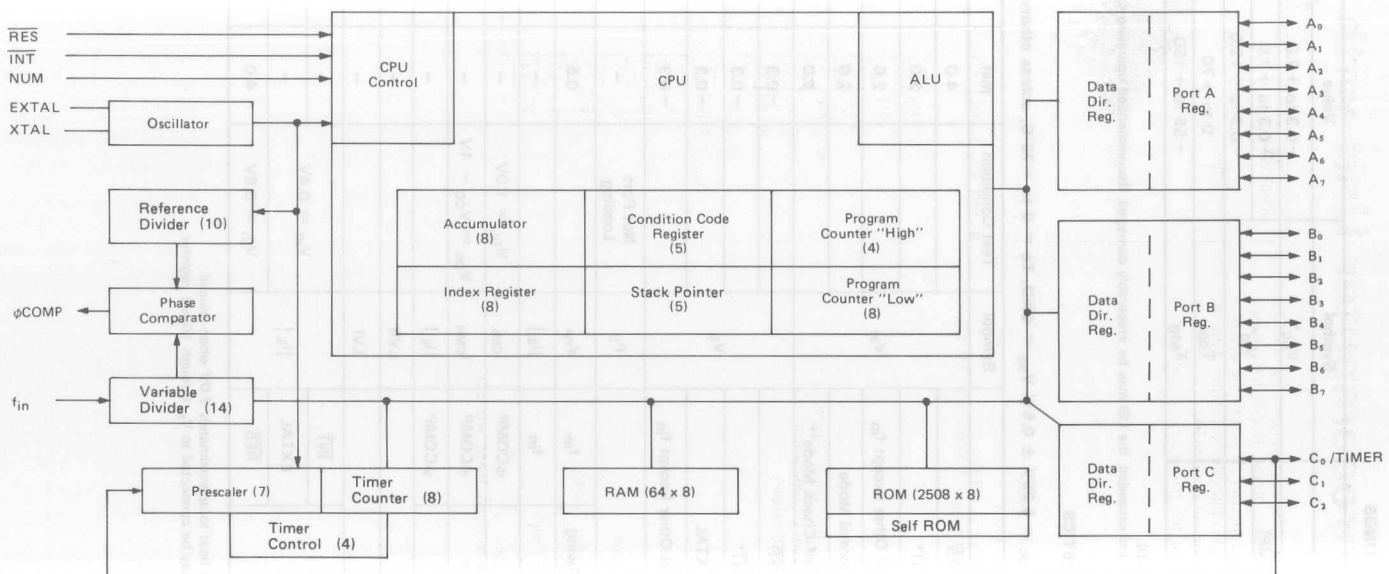 RES
INT
NUM
EXTAL
XTAL
Oscillator
CPU
Control
CPU
ALU
Reference
Divider (10)
Phase
Comparator
φCOMP
Variable
Divider (14)
fin
Accumulator
(8)
Condition Code
Register
(5)
Program
Counter "High"
(4)
Index Register
(8)
Stack Pointer
(5)
Program
Counter "Low"
(8)
Prescaler (7)
Timer
Counter (8)
Timer
Control (4)
RAM (64 x 8)
ROM (2508 x 8)
Self ROM
Data
Dir.
Reg.
Port A
Reg.
A₀
A₁
A₂
A₃
A₄
A₅
A₆
A₇
Data
Dir.
Reg.
Port B
Reg.
B₀
B₁
B₂
B₃
B₄
B₅
B₆
B₇
Data
Dir.
Reg.
Port C
Reg.
C₀/TIMER
C₁
C₂